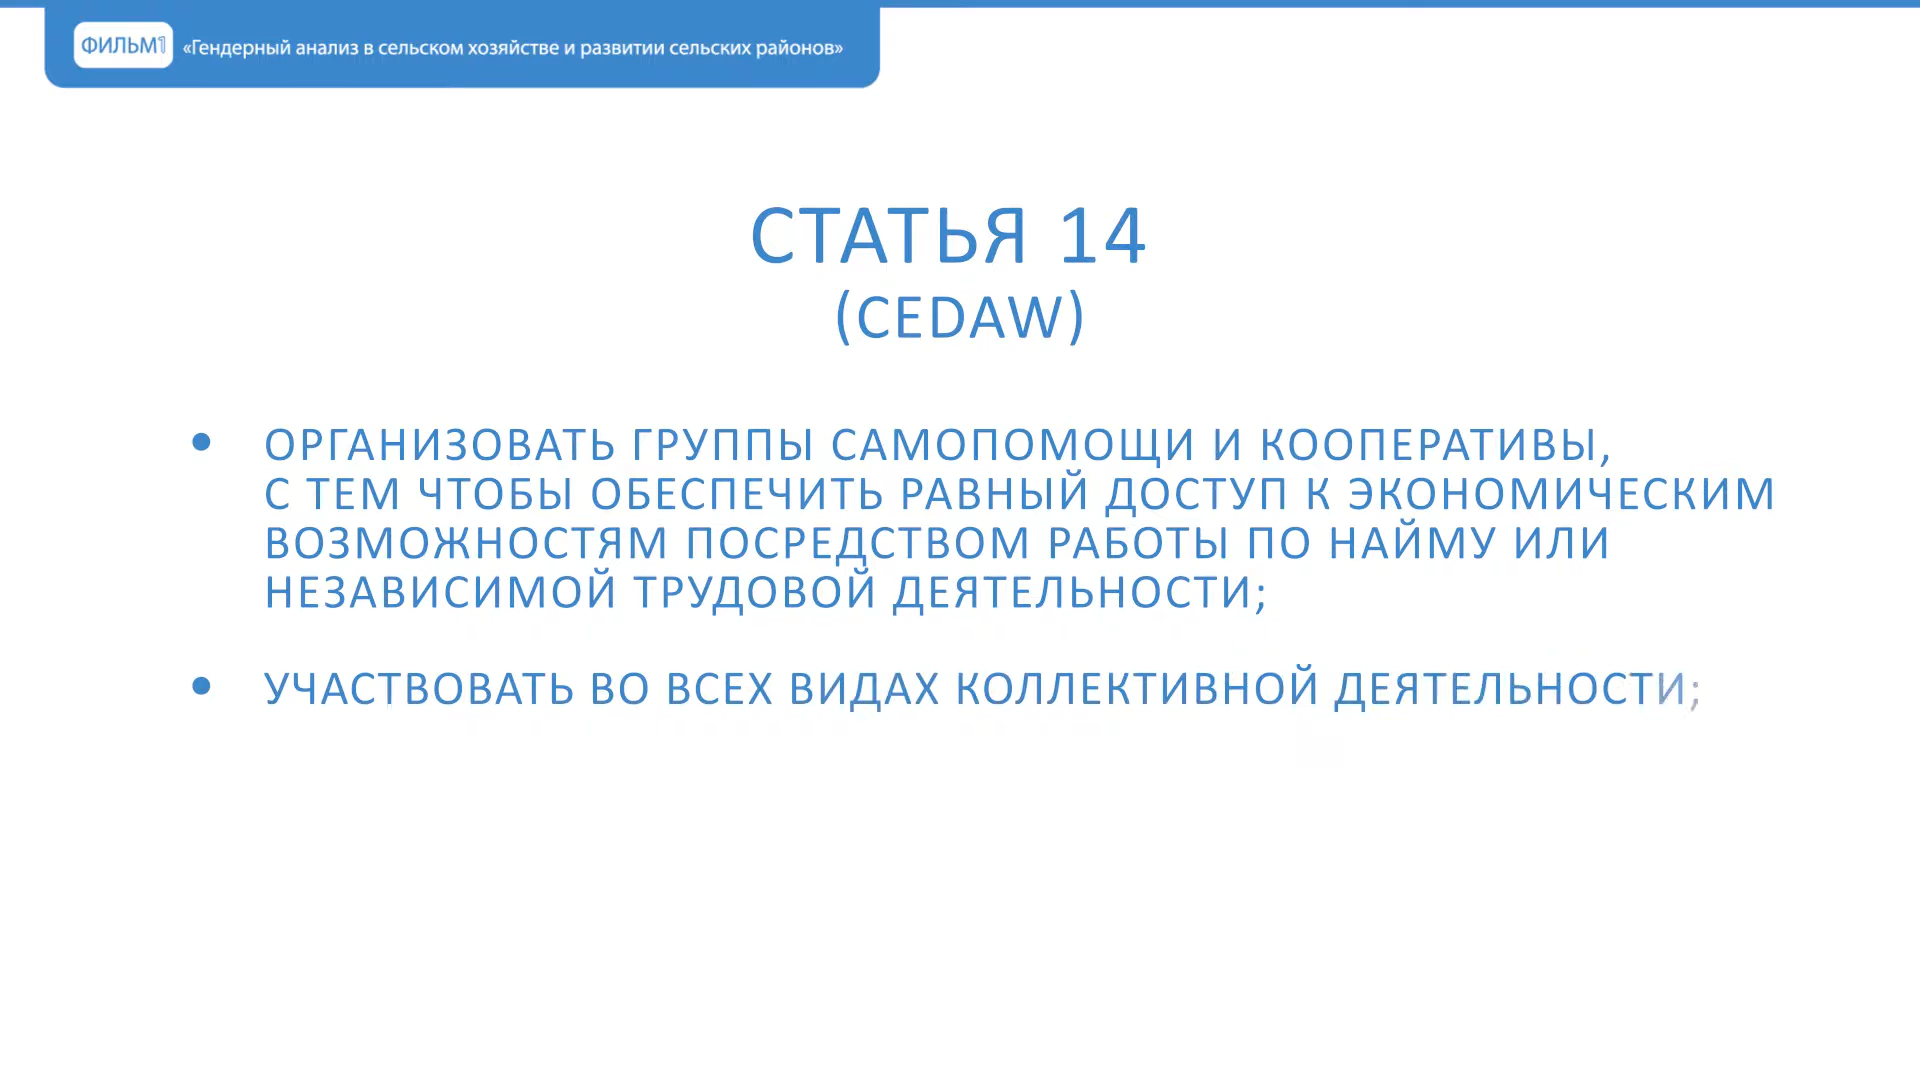 ФИЛЬМ1 «Гендерный анализ в сельском хозяйстве и развитии сельских районов»
СТАТЬЯ 14
(CEDAW)
• ОРГАНИЗОВАТЬ ГРУППЫ САМОПОМОЩИ И КООПЕРАТИВЫ,
С ТЕМ ЧТОБЫ ОБЕСПЕЧИТЬ РАВНЫЙ ДОСТУП К ЭКОНОМИЧЕСКИМ
ВОЗМОЖНОСТЯМ ПОСРЕДСТВОМ РАБОТЫ ПО НАЙМУ ИЛИ
НЕЗАВИСИМОЙ ТРУДОВОЙ ДЕЯТЕЛЬНОСТИ;
• УЧАСТВОВАТЬ ВО ВСЕХ ВИДАХ КОЛЛЕКТИВНОЙ ДЕЯТЕЛЬНОСТИ;